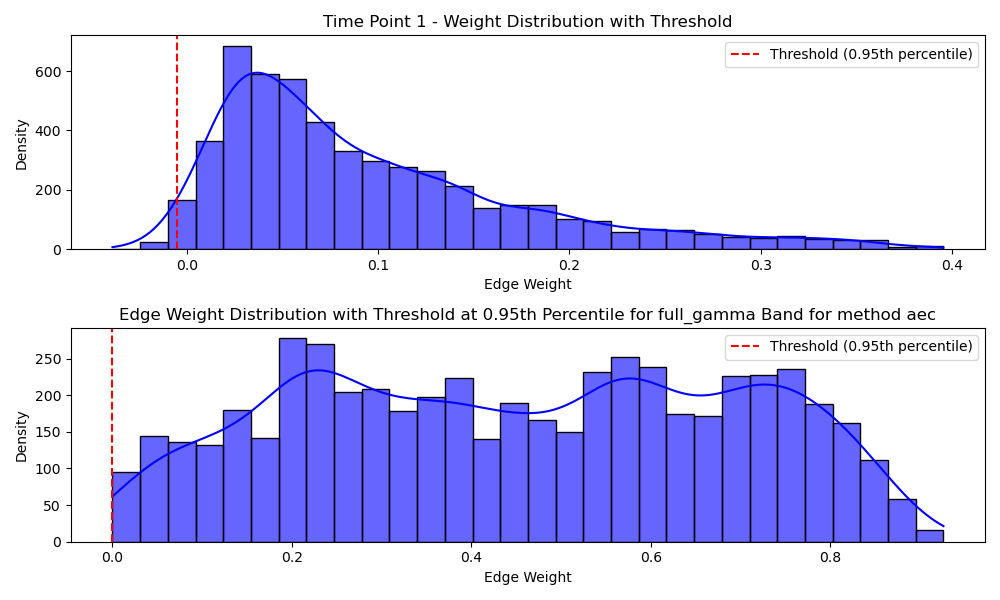 Time Point 1 - Weight Distribution with Threshold
Threshold (0.95th percentile)
Density
600
400
200
0
0.0 0.1 0.2 0.3 0.4
Edge Weight
Edge Weight Distribution with Threshold at 0.95th Percentile for full_gamma Band for method aec
Threshold (0.95th percentile)
Density
250
200
150
100
50
0
0.0 0.2 0.4 0.6 0.8
Edge Weight